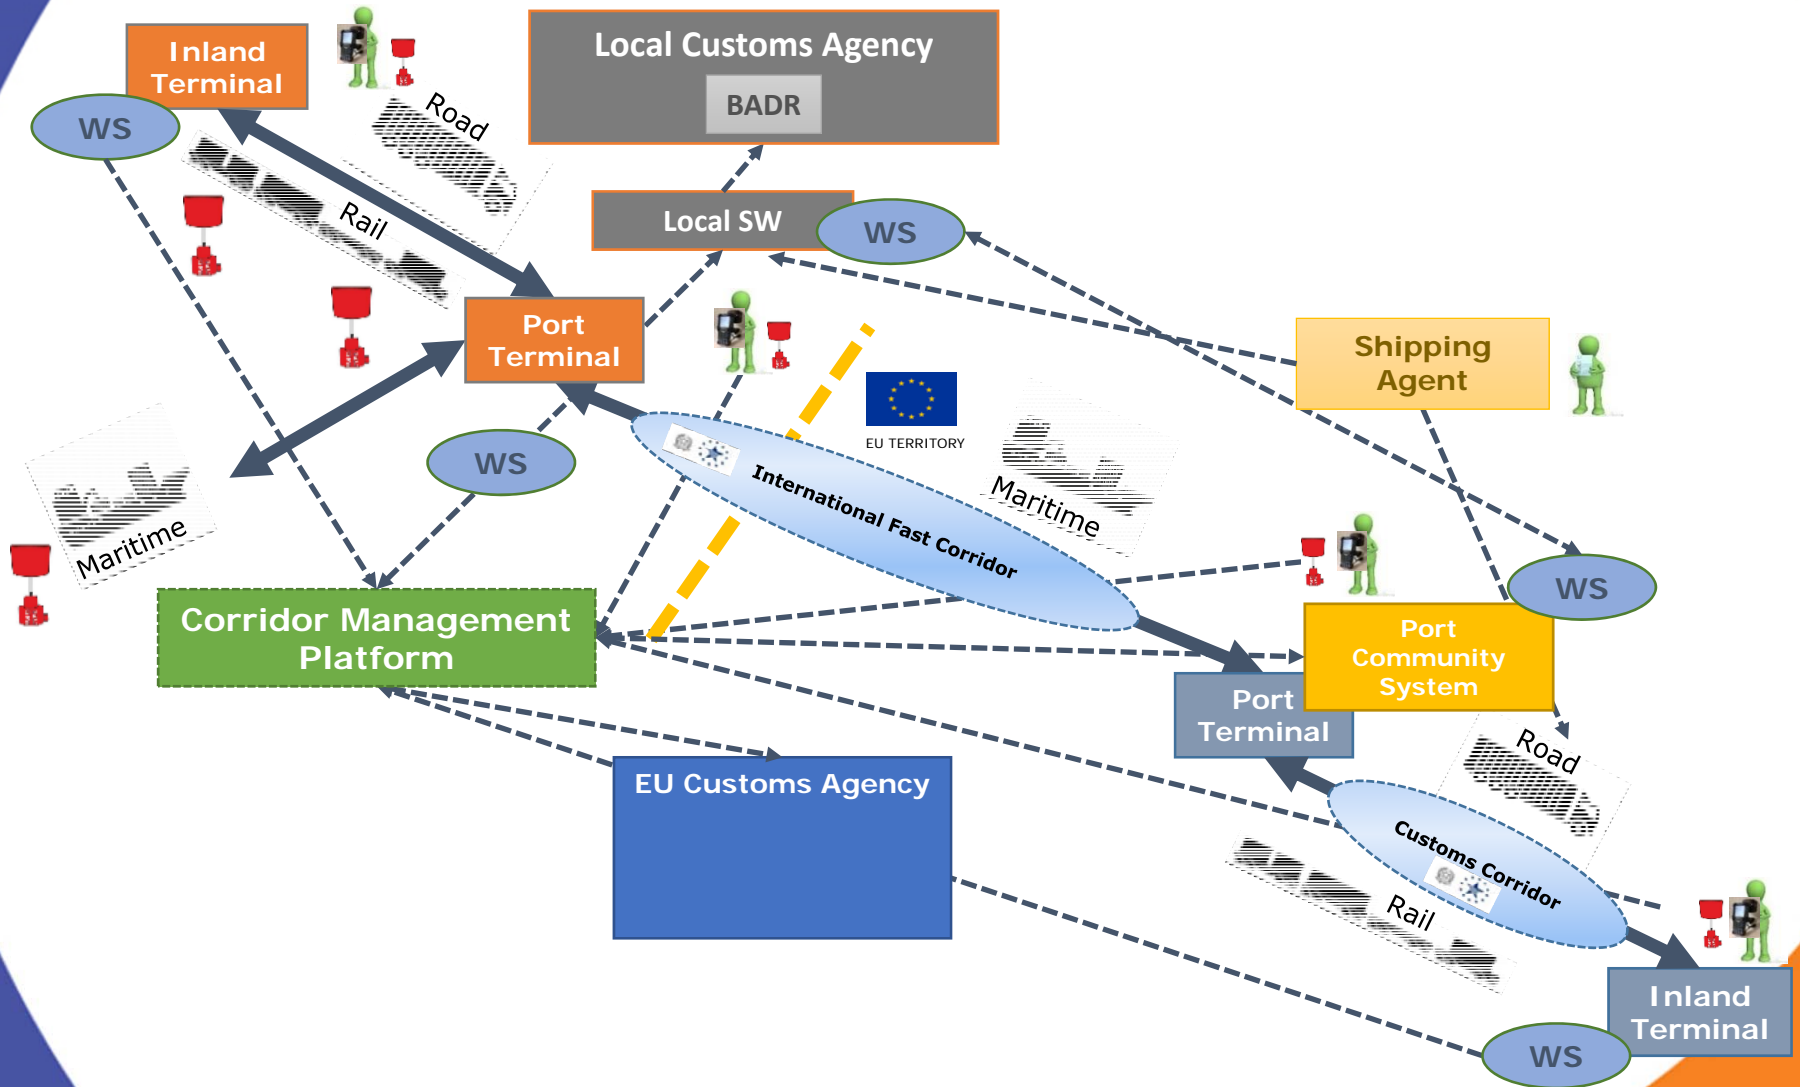 Inland
Terminal
WS
Road
Rail
Local Customs Agency
BADR
Local SW
WS
Port
Terminal
Shipping
Agent
EU TERRITORY
WS
International Fast Corridor
Maritime
Maritime
WS
Corridor Management
Platform
Port
Community
System
Port
Terminal
Road
EU Customs Agency
Customs Corridor
Rail
Inland
Terminal
WS